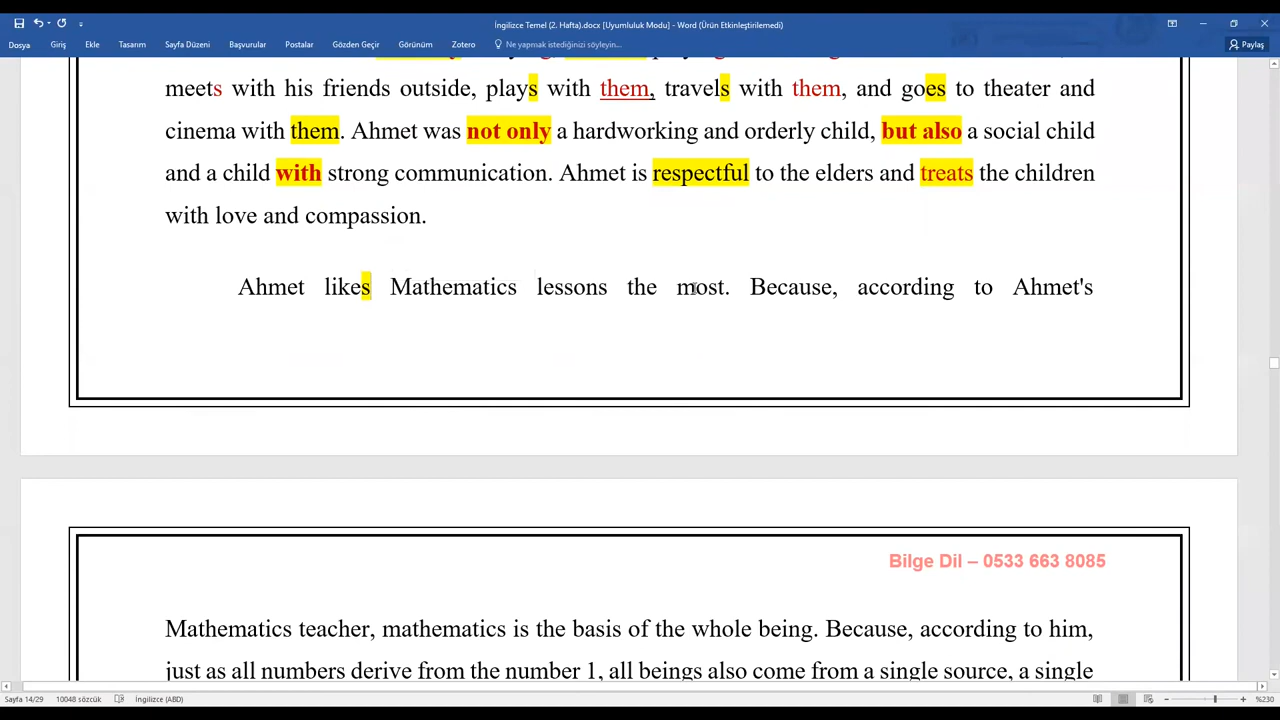 İngilizce Temel (2. Hafta).docx [Uyumluluk Modu] - Word (Ürün Etkinleştirilemedi)
Dosya Giriş Ekle Tasarım Sayfa Düzeni Başvurular Postalar Gözden Geçir Görünüm Zotero Ne yapmak istediğinizi söyleyin... Paylaş
meets with his friends outside, plays with them, travels with them, and goes to theater and
cinema with them. Ahmet was not only a hardworking and orderly child, but also a social child
and a child with strong communication. Ahmet is respectful to the elders and treats the children
with love and compassion.
Ahmet likes Mathematics lessons the most. Because, according to Ahmet's
Bilge Dil – 0533 663 8085
Mathematics teacher, mathematics is the basis of the whole being. Because, according to him,
just as all numbers derive from the number 1, all beings also come from a single source, a single
Sayfa 14/29 10048 sözcük İngilizce (ABD) %230